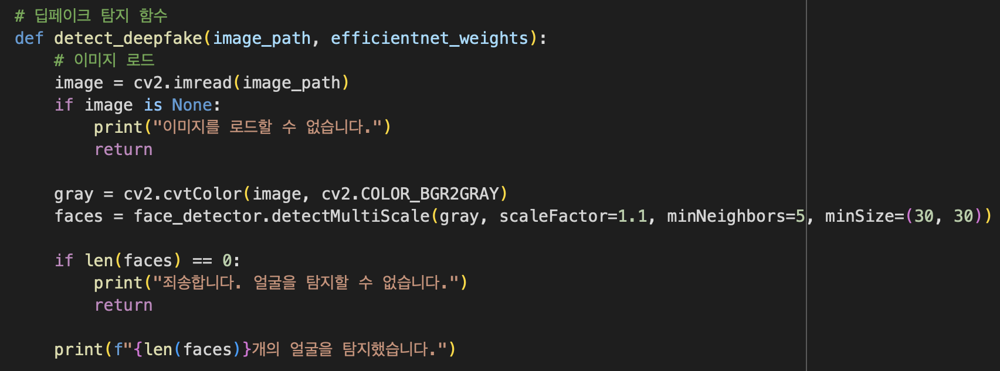 # 딥페이크 탐지 함수
def detect_deepfake(image_path, efficientnet_weights):
    # 이미지 로드
    image = cv2.imread(image_path)
    if image is None:
        print("이미지를 로드할 수 없습니다.")
        return

    gray = cv2.cvtColor(image, cv2.COLOR_BGR2GRAY)
    faces = face_detector.detectMultiScale(gray, scaleFactor=1.1, minNeighbors=5, minSize=(30, 30))

    if len(faces) == 0:
        print("죄송합니다. 얼굴을 탐지할 수 없습니다.")
        return

    print(f"{len(faces)}개의 얼굴을 탐지했습니다.")